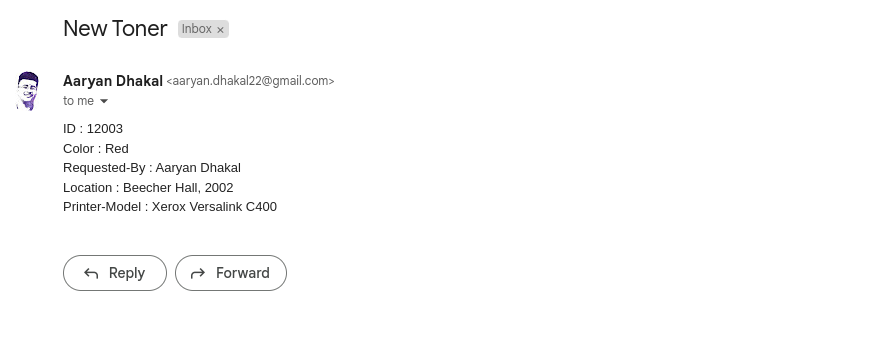 New Toner Inbox ×
Aaryan Dhakal <aaryan.dhakal22@gmail.com>
to me
ID : 12003
Color : Red
Requested-By : Aaryan Dhakal
Location : Beecher Hall, 2002
Printer-Model : Xerox Versalink C400
Reply Forward